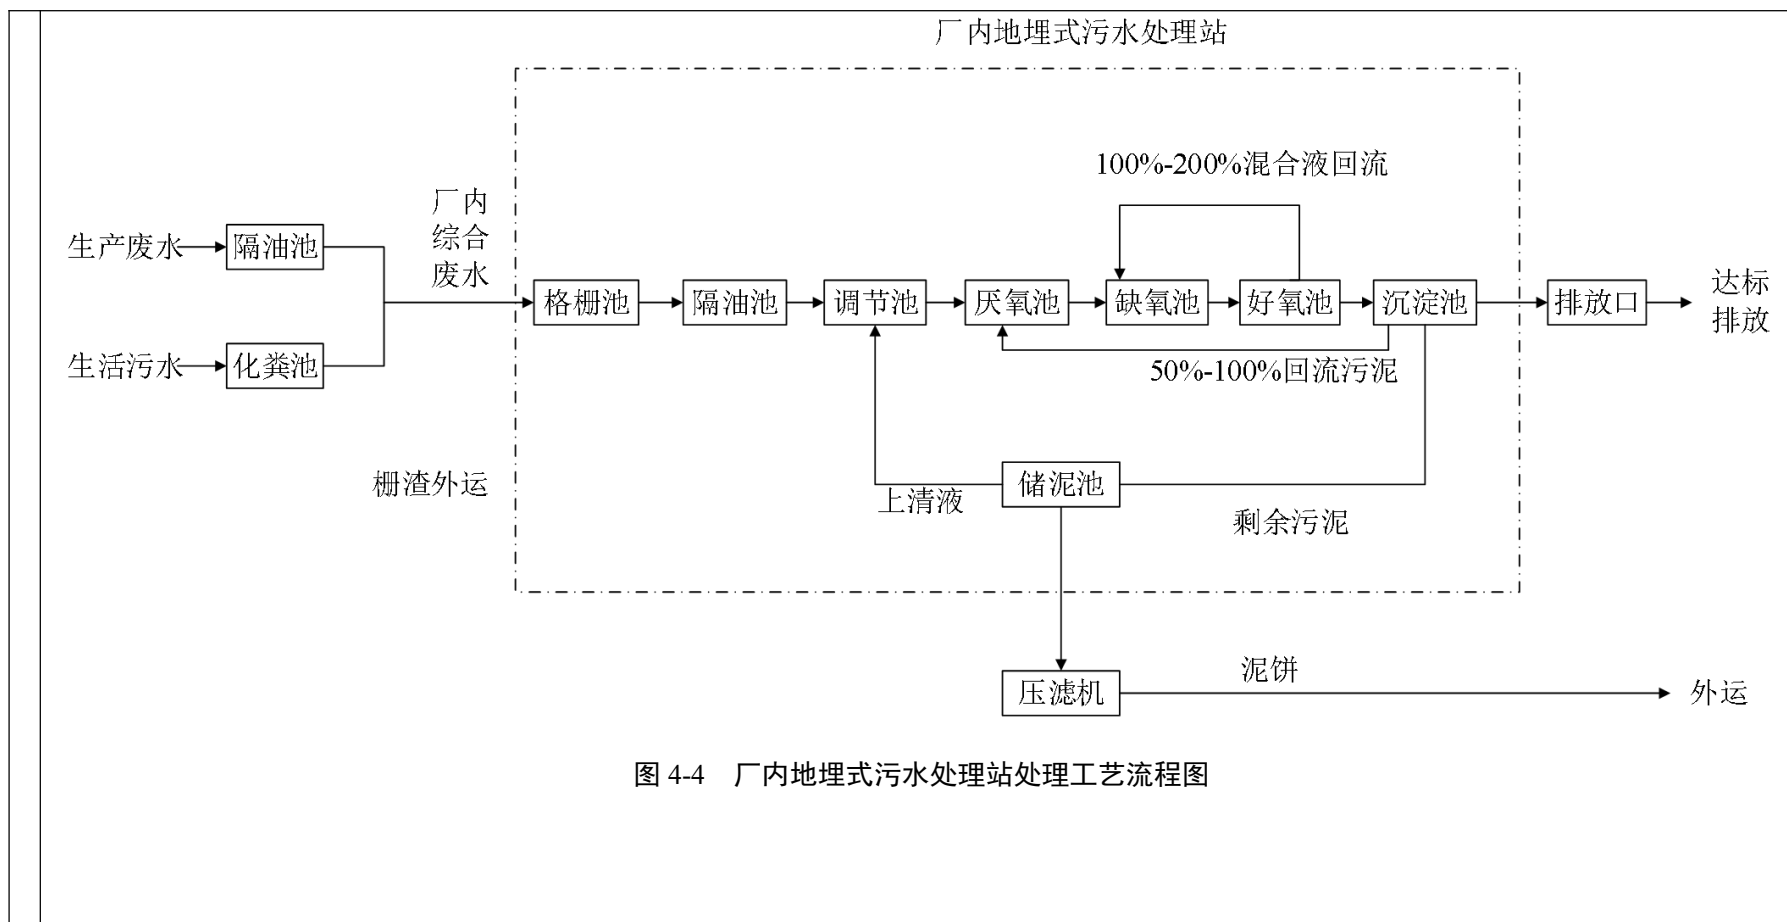 厂内地埋式污水处理站
100%-200%混合液回流
厂内
综合
废水
生产废水
隔油池
格栅池
隔油池
调节池
厌氧池
缺氧池
好氧池
沉淀池
排放口
达标
排放
生活污水
化粪池
50%-100%回流污泥
栅渣外运
上清液
储泥池
剩余污泥
压滤机
泥饼
外运
图 4-4 厂内地埋式污水处理站处理工艺流程图